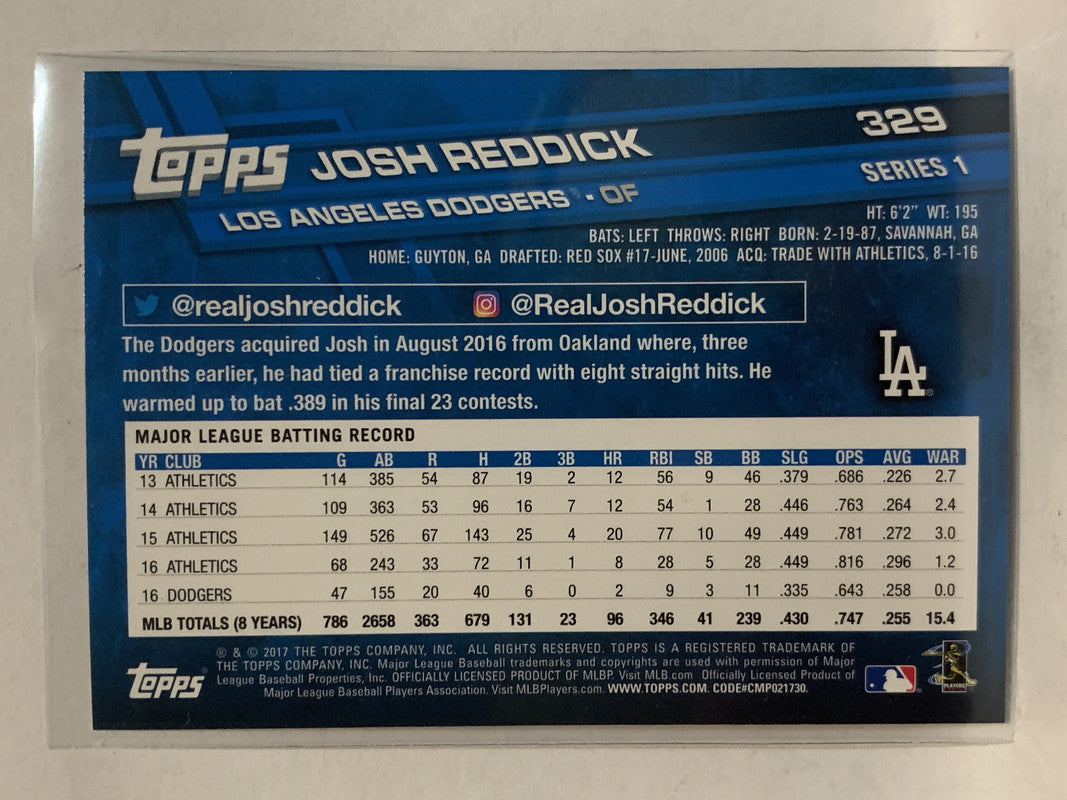 TOPPS JOSH REDDICK 329
LOS ANGELES DODGERS® - OF SERIES 1
HT: 6'2" WT: 195
BATS: LEFT THROWS: RIGHT BORN: 2-19-87, SAVANNAH, GA
HOME: GUYTON, GA DRAFTED: RED SOX #17-JUNE, 2006 ACQ: TRADE WITH ATHLETICS, 8-1-16
@realjoshreddick @RealJoshReddick
The Dodgers acquired Josh in August 2016 from Oakland where, three
months earlier, he had tied a franchise record with eight straight hits. He
warmed up to bat .389 in his final 23 contests.
LA®
MAJOR LEAGUE BATTING RECORD
YR CLUB G AB R H 2B 3B HR RBI SB BB SLG OPS AVG WAR
13 ATHLETICS 114 385 54 87 19 2 12 56 9 46 .379 .686 .226 2.7
14 ATHLETICS 109 363 53 96 16 7 12 54 1 28 .446 .763 .264 2.4
15 ATHLETICS 149 526 67 143 25 4 20 77 10 49 .449 .781 .272 3.0
16 ATHLETICS 68 243 33 72 11 1 8 28 5 28 .449 .816 .296 1.2
16 DODGERS 47 155 20 40 6 0 2 9 3 11 .335 .643 .258 0.0
MLB TOTALS (8 YEARS) 786 2658 363 679 131 23 96 346 41 239 .430 .747 .255 15.4
® & © 2017 THE TOPPS COMPANY, INC. ALL RIGHTS RESERVED. TOPPS IS A REGISTERED TRADEMARK OF
THE TOPPS COMPANY, INC. Major League Baseball trademarks and copyrights are used with permission of Major
League Baseball Properties, Inc. OFFICIALLY LICENSED PRODUCT OF MLBP. Visit MLB.com Officially Licensed Product of
Major League Baseball Players Association. Visit MLBPlayers.com. WWW.TOPPS.COM. CODE#CMP021730.
TOPPS®
PLAYERS